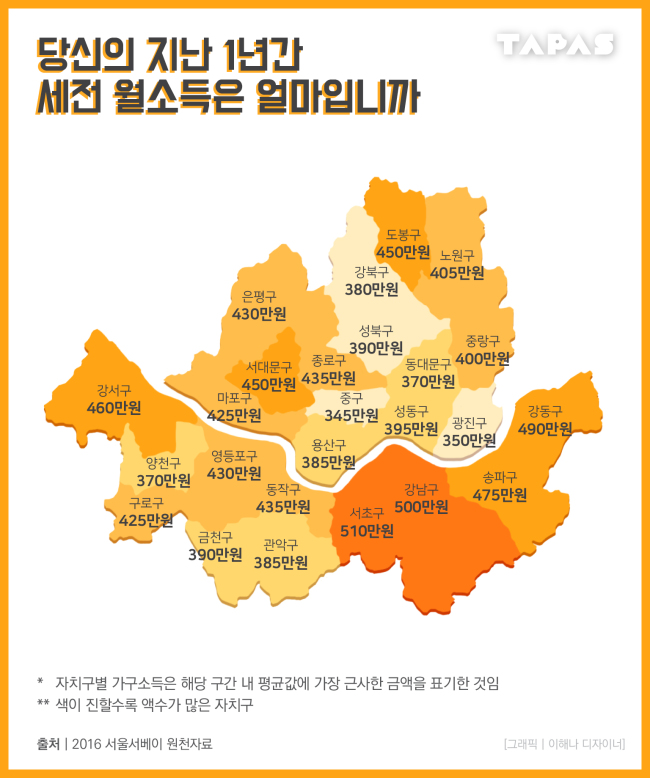 당신의 지난 1년간
세전 월소득은 얼마입니까
TAPAS
도봉구
450만원
노원구
405만원
강북구
380만원
은평구
430만원
성북구
390만원
중랑구
400만원
서대문구
450만원
종로구
435만원
동대문구
370만원
강서구
460만원
마포구
425만원
중구
345만원
성동구
395만원
광진구
350만원
강동구
490만원
용산구
385만원
양천구
370만원
영등포구
430만원
송파구
475만원
구로구
425만원
동작구
435만원
서초구
510만원
강남구
500만원
금천구
390만원
관악구
385만원
* 자치구별 가구소득은 해당 구간 내 평균값에 가장 근사한 금액을 표기한 것임
** 색이 진할수록 액수가 많은 자치구
출처 | 2016 서울서베이 원천자료
[그래픽 | 이해나 디자이너]